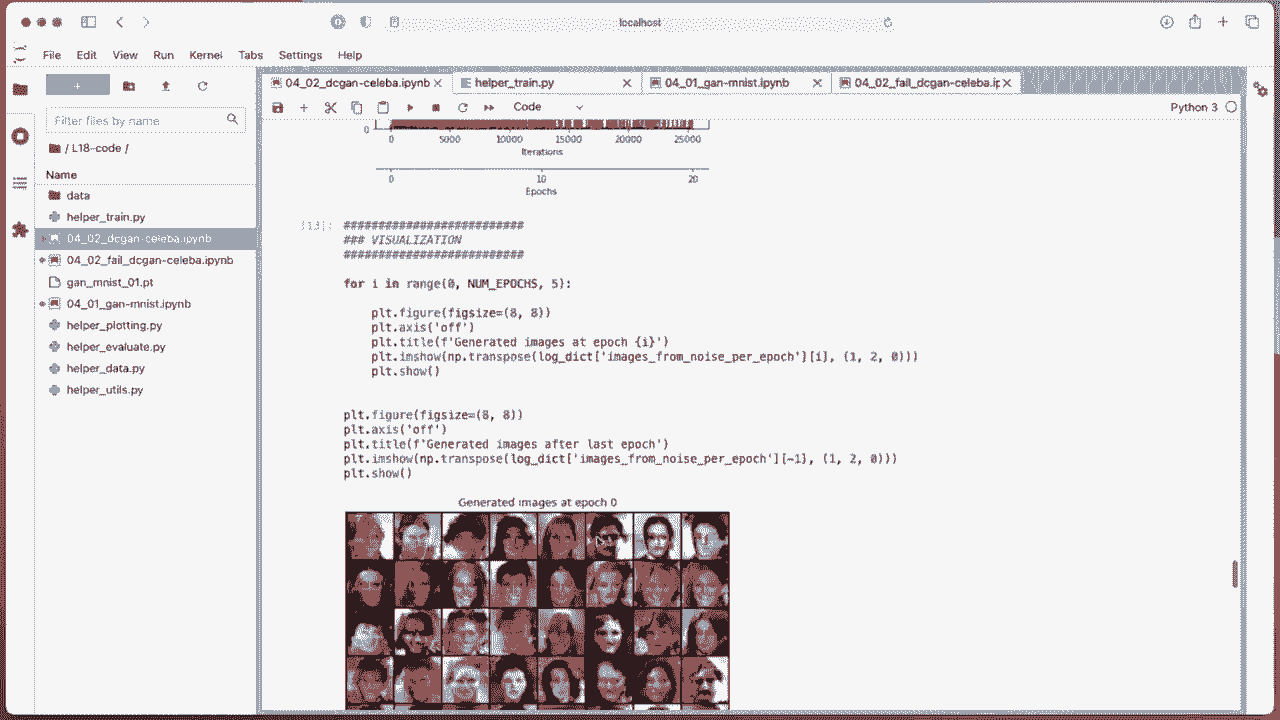 localhost
File Edit View Run Kernel Tabs Settings Help
04_02_dcgan-celeba.ipynb
helper_train.py
04_01_gan-mnist.ipynb
04_02_fail_dcgan-celeba.ip
Code
Python 3
Filter files by name
/ L18-code /
Name
data
helper_train.py
04_02_dcgan-celeba.ipynb
04_02_fail_dcgan-celeba.ipynb
gan_mnist_01.pt
04_01_gan-mnist.ipynb
helper_plotting.py
helper_evaluate.py
helper_data.py
helper_utils.py
0
0 5000 10000 15000 20000 25000
Iterations
0 10 20
Epochs
[13]:
#########################
### VISUALIZATION
#########################
for i in range(0, NUM_EPOCHS, 5):
plt.figure(figsize=(8, 8))
plt.axis('off')
plt.title(f'Generated images at epoch {i}')
plt.imshow(np.transpose(log_dict['images_from_noise_per_epoch'][i], (1, 2, 0)))
plt.show()
plt.figure(figsize=(8, 8))
plt.axis('off')
plt.title(f'Generated images after last epoch')
plt.imshow(np.transpose(log_dict['images_from_noise_per_epoch'][-1], (1, 2, 0)))
plt.show()
Generated images at epoch 0